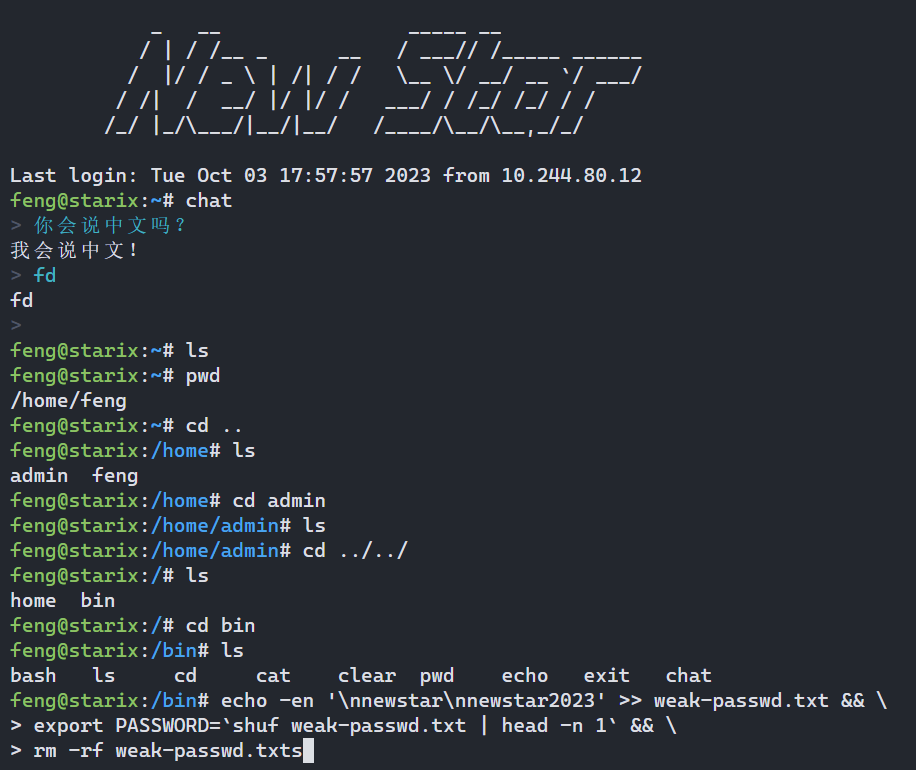 _   __                _____ __
   / | / /__ _      __   / ___// /_____ ______
  /  |/ / _ \ | /| / /   \__ \/ __/ __ `/ ___/
 / /|  /  __/ |/ |/ /   ___/ / /_/ /_/ / /
/_/ |_/\___/|__/|__/   /____/\__/\__,_/_/
Last login: Tue Oct 03 17:57:57 2023 from 10.244.80.12
feng@starix:~# chat
> 你会说中文吗？
我会说中文！
> fd
fd
>
feng@starix:~# ls
feng@starix:~# pwd
/home/feng
feng@starix:~# cd ..
feng@starix:/home# ls
admin  feng
feng@starix:/home# cd admin
feng@starix:/home/admin# ls
feng@starix:/home/admin# cd ../../
feng@starix:/# ls
home  bin
feng@starix:/# cd bin
feng@starix:/bin# ls
bash   ls     cd     cat    clear  pwd    echo   exit   chat
feng@starix:/bin# echo -en '\nnewstar\nnewstar2023' >> weak-passwd.txt && \
> export PASSWORD=`shuf weak-passwd.txt | head -n 1` && \
> rm -rf weak-passwd.txts